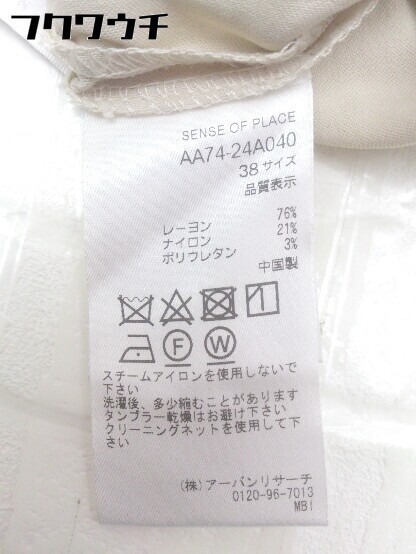 フクワウチ
SENSE OF PLACE
AA74-24A040
38サイズ
品質表示
レーヨン 76%
ナイロン 21%
ポリウレタン 3%
中国製
F W
スチームアイロンを使用しないで
下さい
洗濯後、多少縮むことがあります
タンブラー乾燥はお避け下さい
クリーニングネットを使用して下
さい
(株)アーバンリサーチ
0120-96-7013
MBI